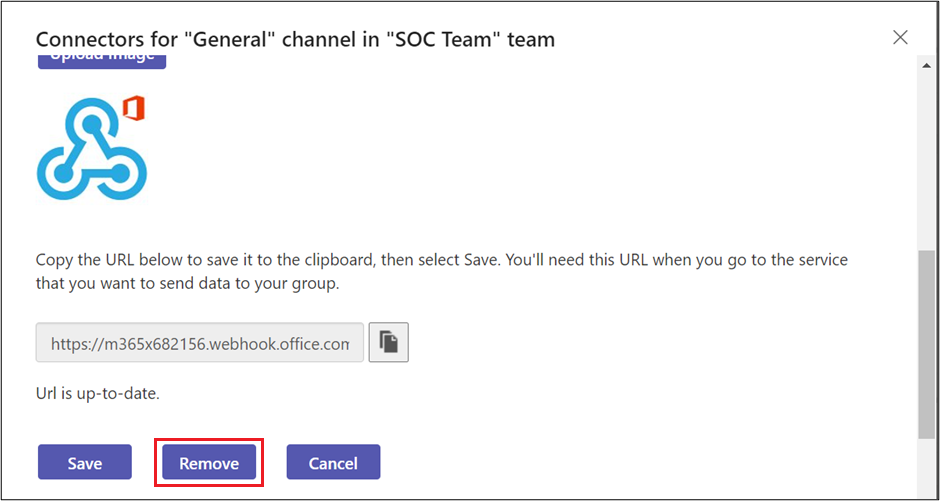 Connectors for "General" channel in "SOC Team" team
Upload Image
Copy the URL below to save it to the clipboard, then select Save. You'll need this URL when you go to the service
that you want to send data to your group.
https://m365x682156.webhook.office.com
Url is up-to-date.
Save
Remove
Cancel